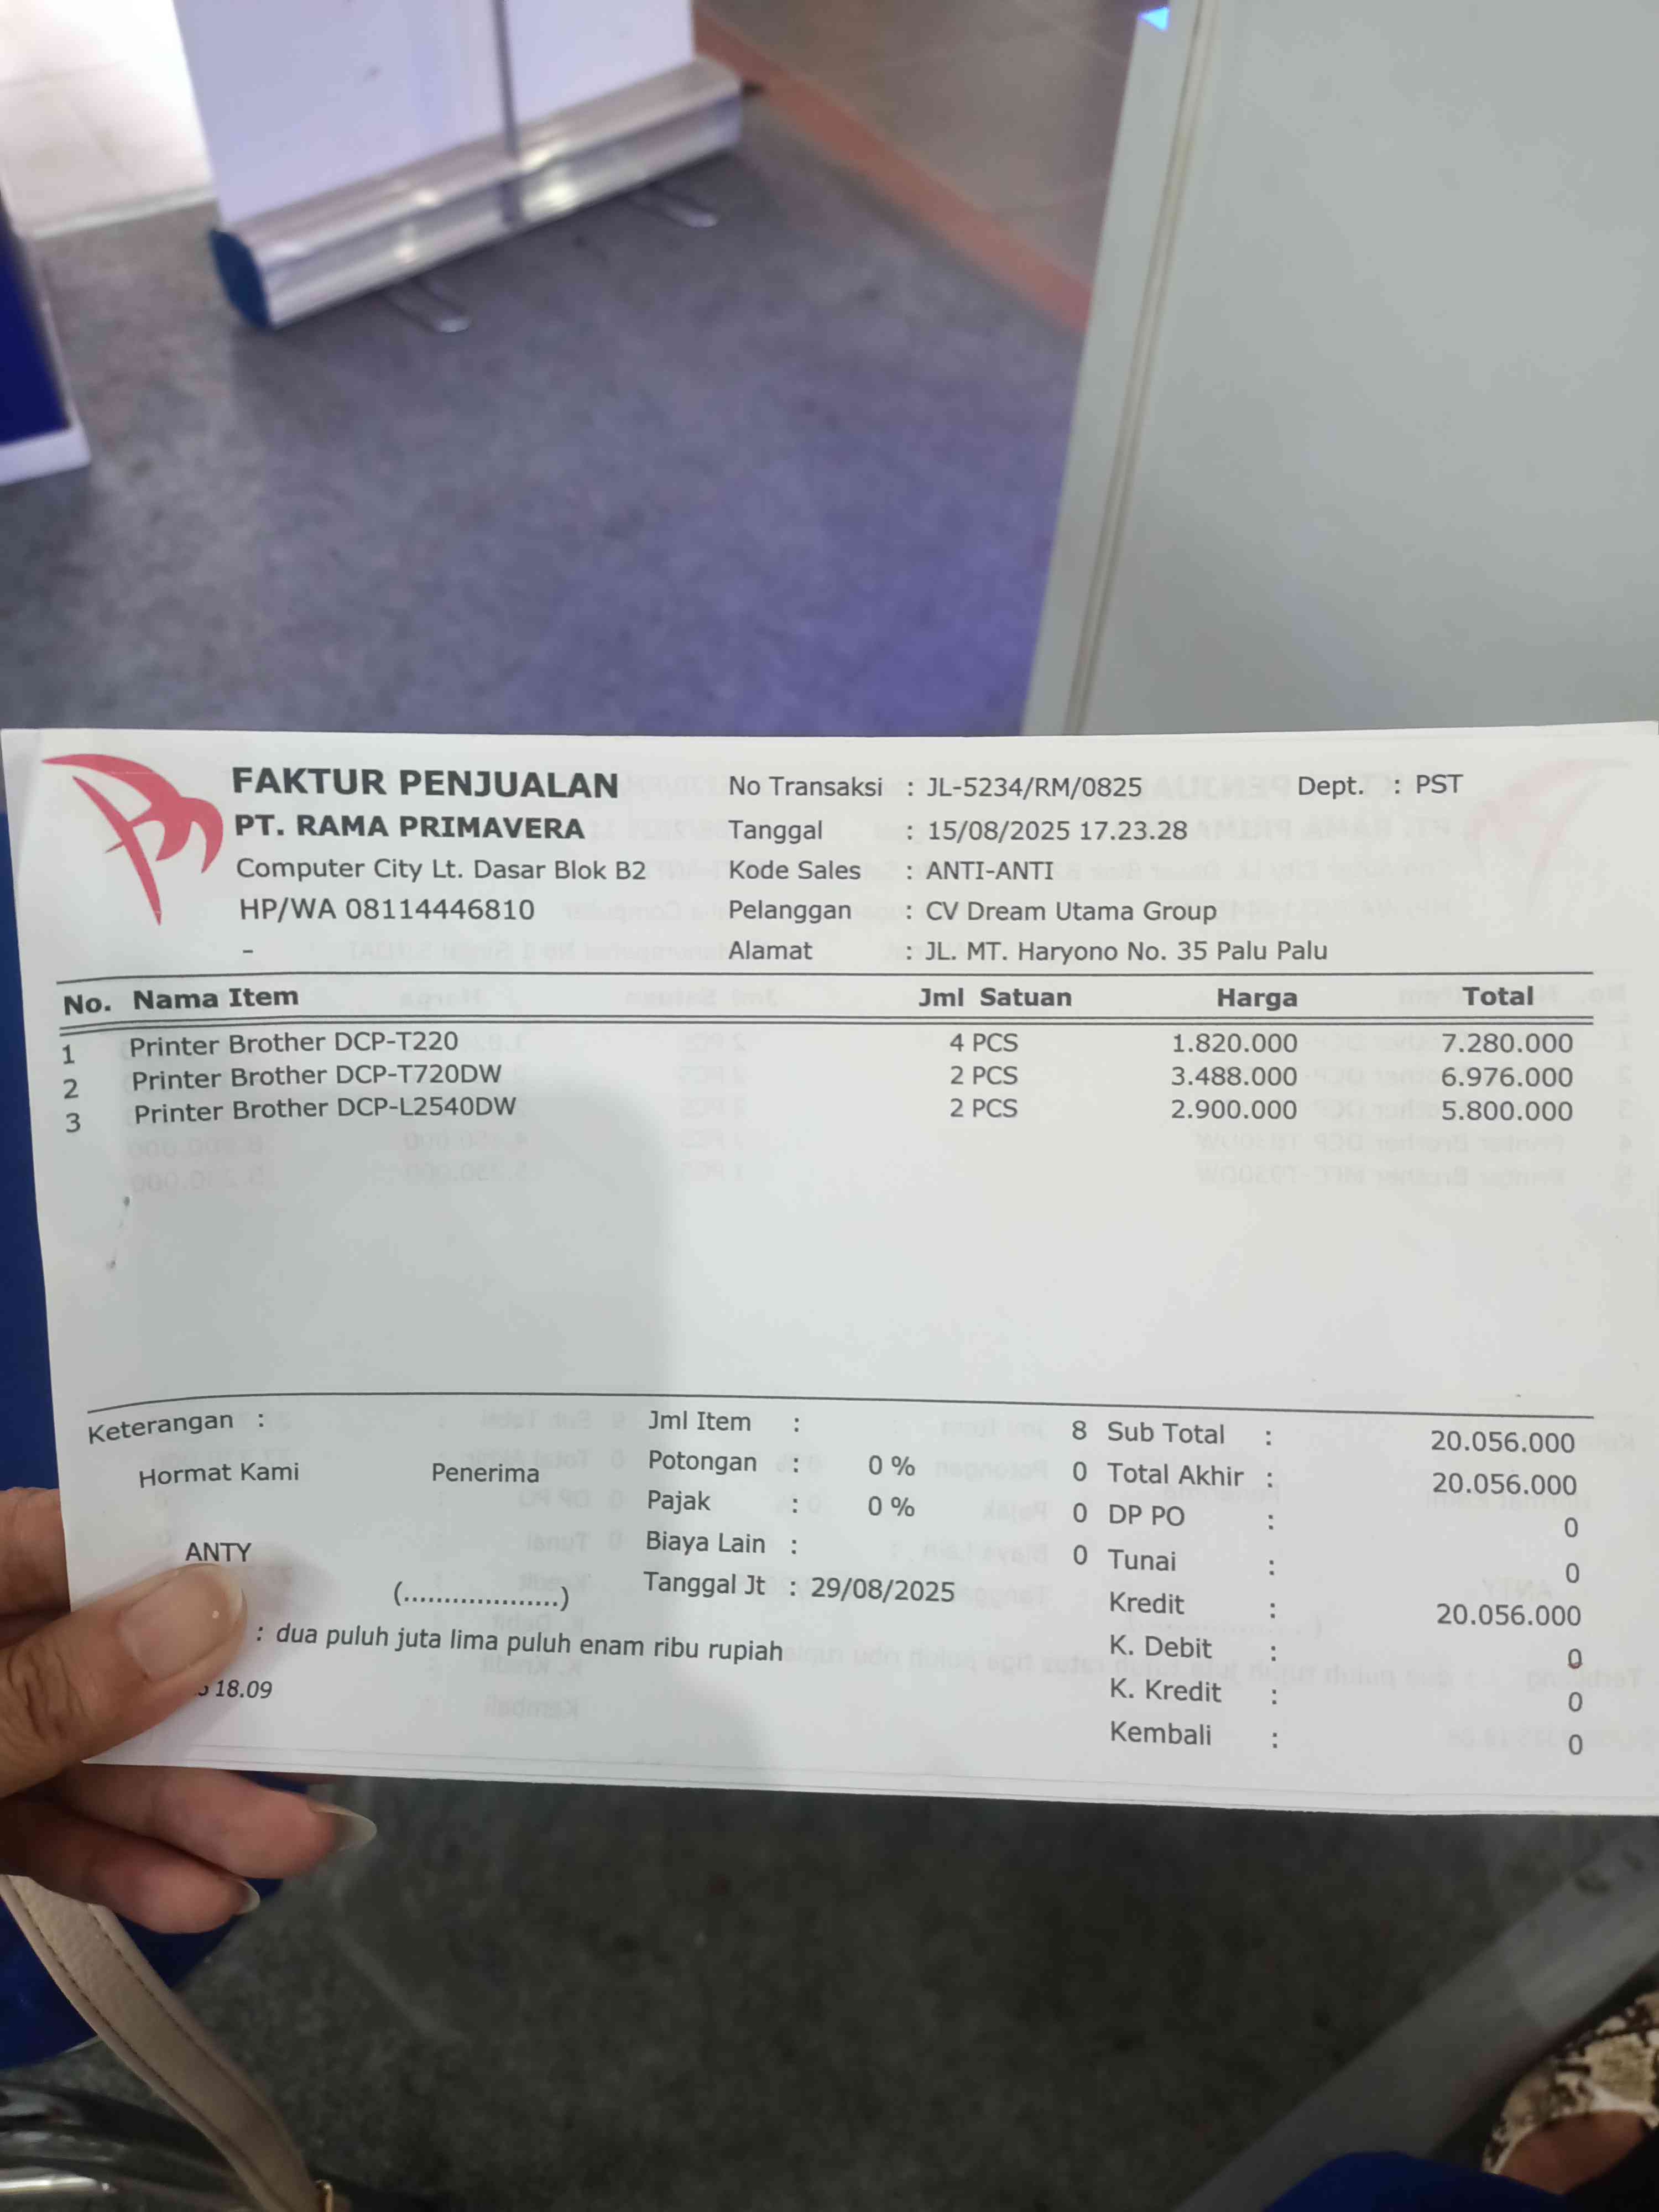 FAKTUR PENJUALAN
PT. RAMA PRIMAVERA
Computer City Lt. Dasar Blok B2
HP/WA 08114446810
-
No Transaksi : JL-5234/RM/0825 Dept. : PST
Tanggal : 15/08/2025 17.23.28
Kode Sales : ANTI-ANTI
Pelanggan : CV Dream Utama Group
Alamat : JL. MT. Haryono No. 35 Palu Palu
No. Nama Item Jml Satuan Harga Total
1 Printer Brother DCP-T220 4 PCS 1.820.000 7.280.000
2 Printer Brother DCP-T720DW 2 PCS 3.488.000 6.976.000
3 Printer Brother DCP-L2540DW 2 PCS 2.900.000 5.800.000
Keterangan :
Hormat Kami Penerima
ANTY
(...................)
Jml Item : 8
Potongan : 0 % 0
Pajak : 0 % 0
Biaya Lain : 0
Tanggal Jt : 29/08/2025
Sub Total : 20.056.000
Total Akhir : 20.056.000
DP PO : 0
Tunai : 0
Kredit : 20.056.000
K. Debit : 0
K. Kredit : 0
Kembali : 0
: dua puluh juta lima puluh enam ribu rupiah
18.09